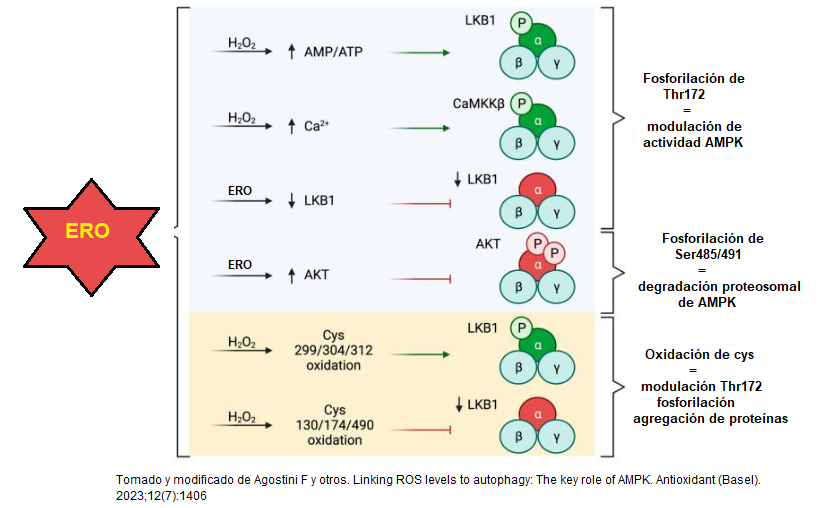 ERO
H₂O₂
↑ AMP/ATP
LKB1
P
α
β
γ
H₂O₂
↑ Ca²⁺
CaMKKβ
P
α
β
γ
ERO
↓ LKB1
↓ LKB1
α
β
γ
Fosforilación de
Thr172
=
modulación de
actividad AMPK
ERO
↑ AKT
AKT
P
P
α
β
γ
Fosforilación de
Ser485/491
=
degradación proteosomal
de AMPK
H₂O₂
Cys
299/304/312
oxidation
LKB1
P
α
β
γ
H₂O₂
Cys
130/174/490
oxidation
↓ LKB1
α
β
γ
Oxidación de cys
=
modulación Thr172
fosforilación
agregación de proteínas
Tomado y modificado de Agostini F y otros. Linking ROS levels to autophagy: The key role of AMPK. Antioxidant (Basel).
2023;12(7):1406